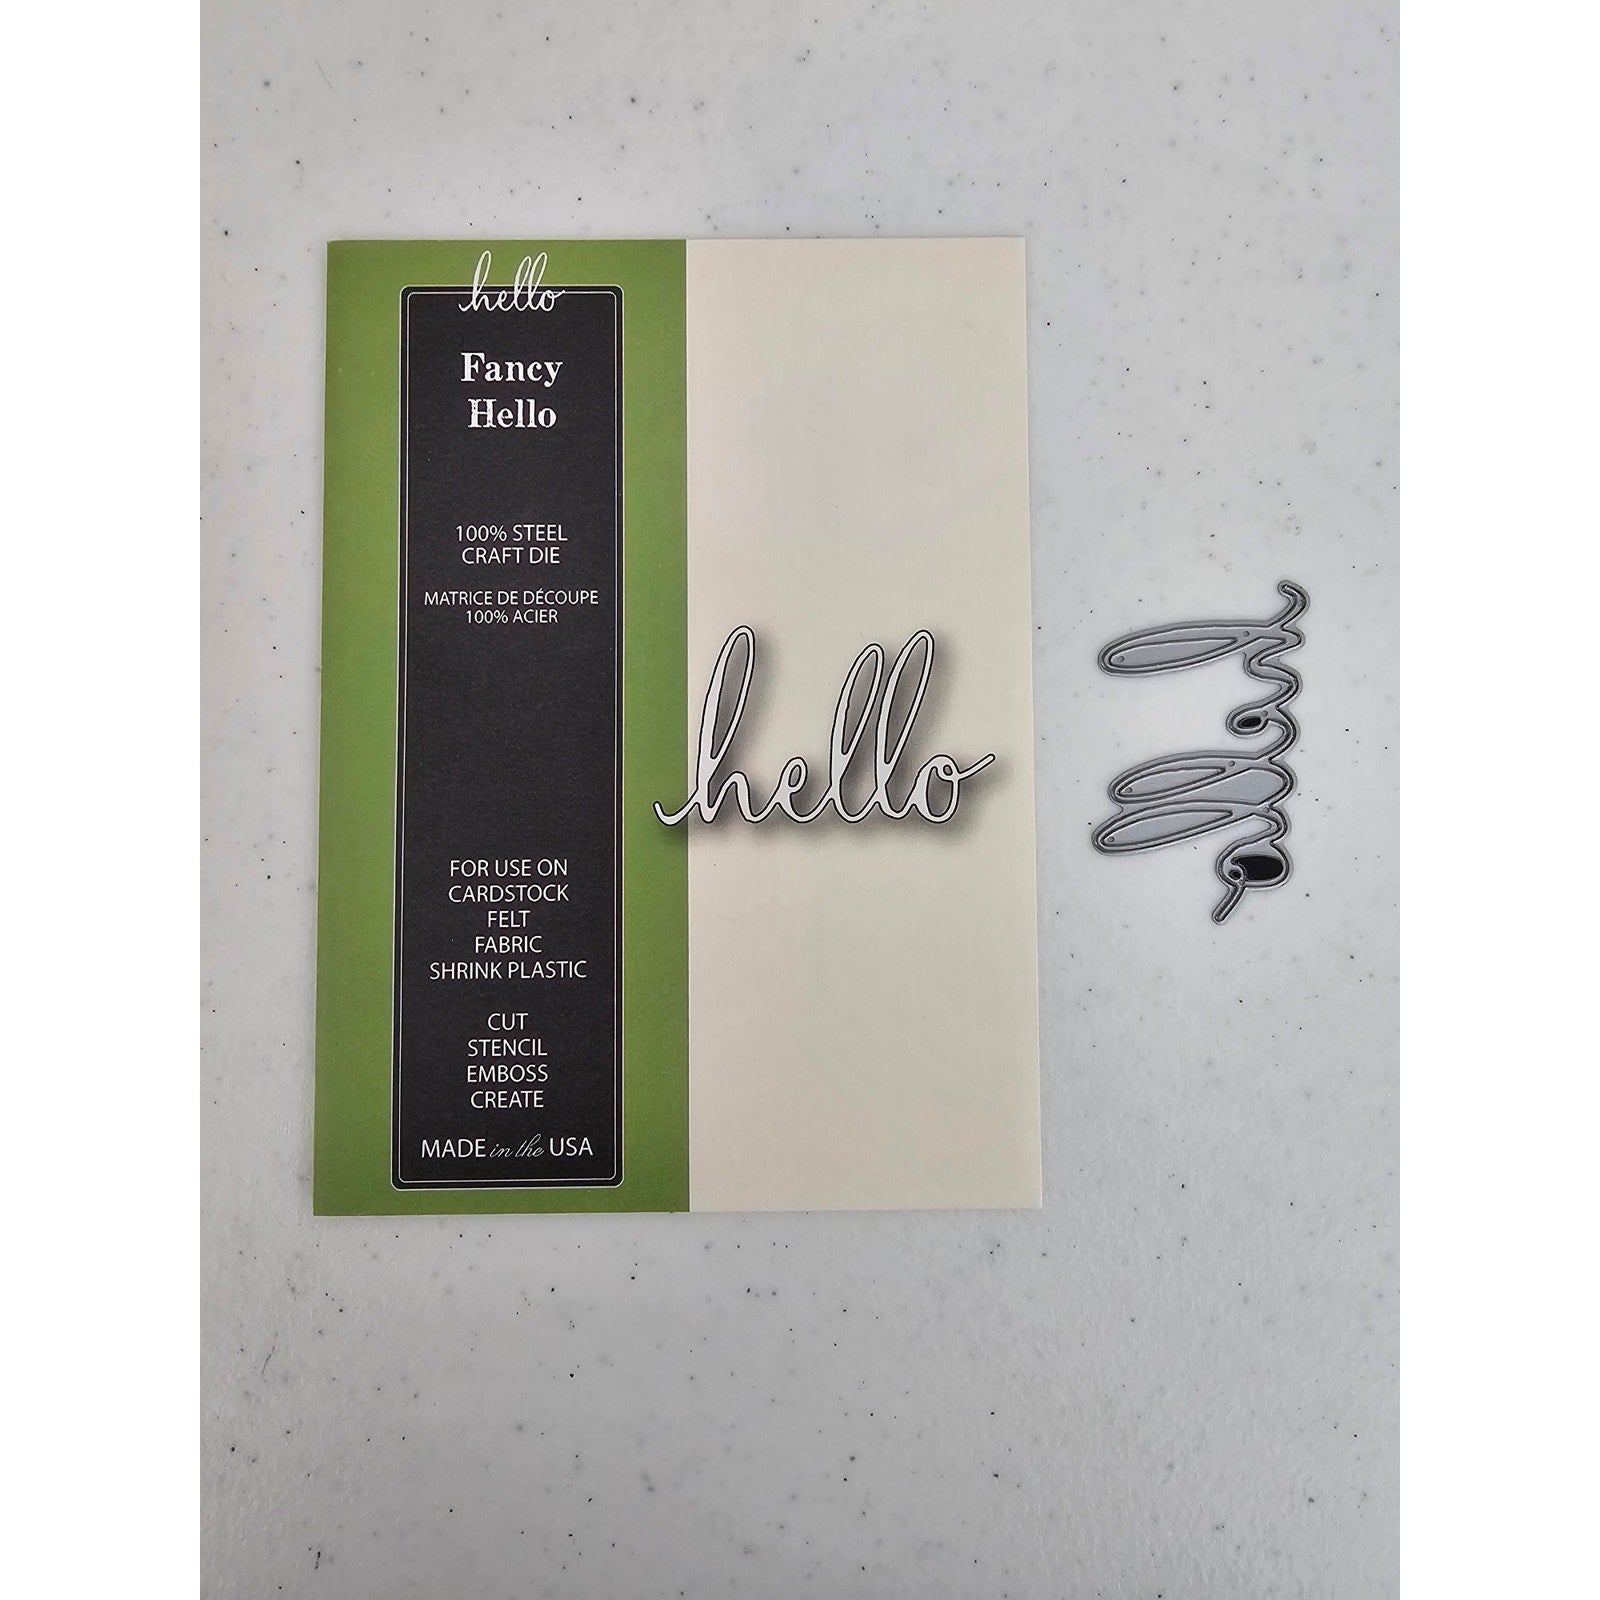 hello
Fancy
Hello
100% STEEL
CRAFT DIE
MATRICE DE DÉCOUPE
100% ACIER
FOR USE ON
CARDSTOCK
FELT
FABRIC
SHRINK PLASTIC
CUT
STENCIL
EMBOSS
CREATE
MADE in the USA
hello
hello